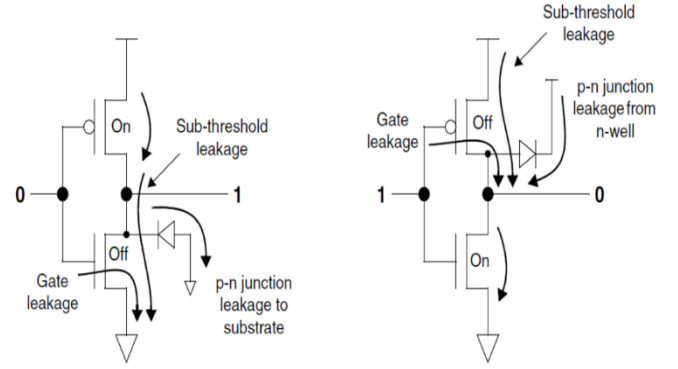 Sub-threshold
leakage
On
0
1
Off
Gate
leakage
p-n junction
leakage to
substrate
Sub-threshold
leakage
p-n junction
leakage from
n-well
Gate
leakage
Off
1
0
On